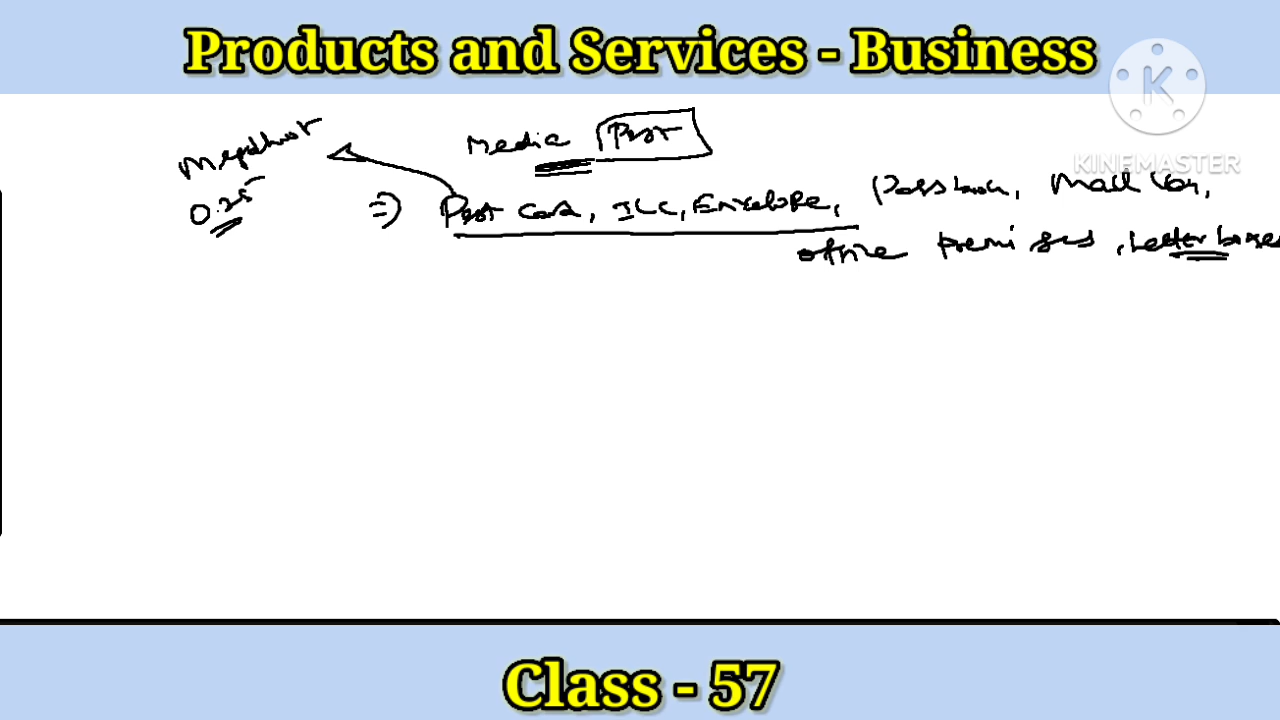 Products and Services - Business
KINEMASTER
Media Post
Meghdoot
0.25
⇒ Post Card, ILC, Envelope, Passbook, Mail Van,
office premises, Letter boxes
Class - 57